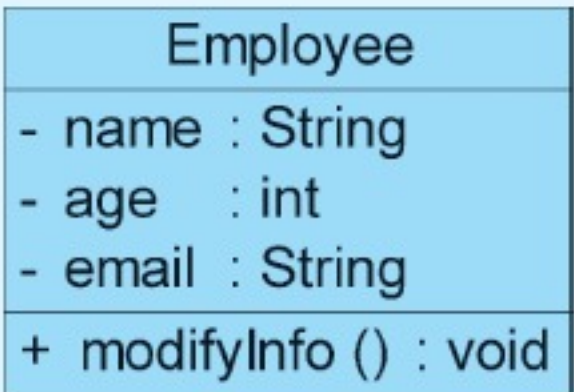 Employee
- name : String
- age : int
- email : String
+ modifyInfo () : void